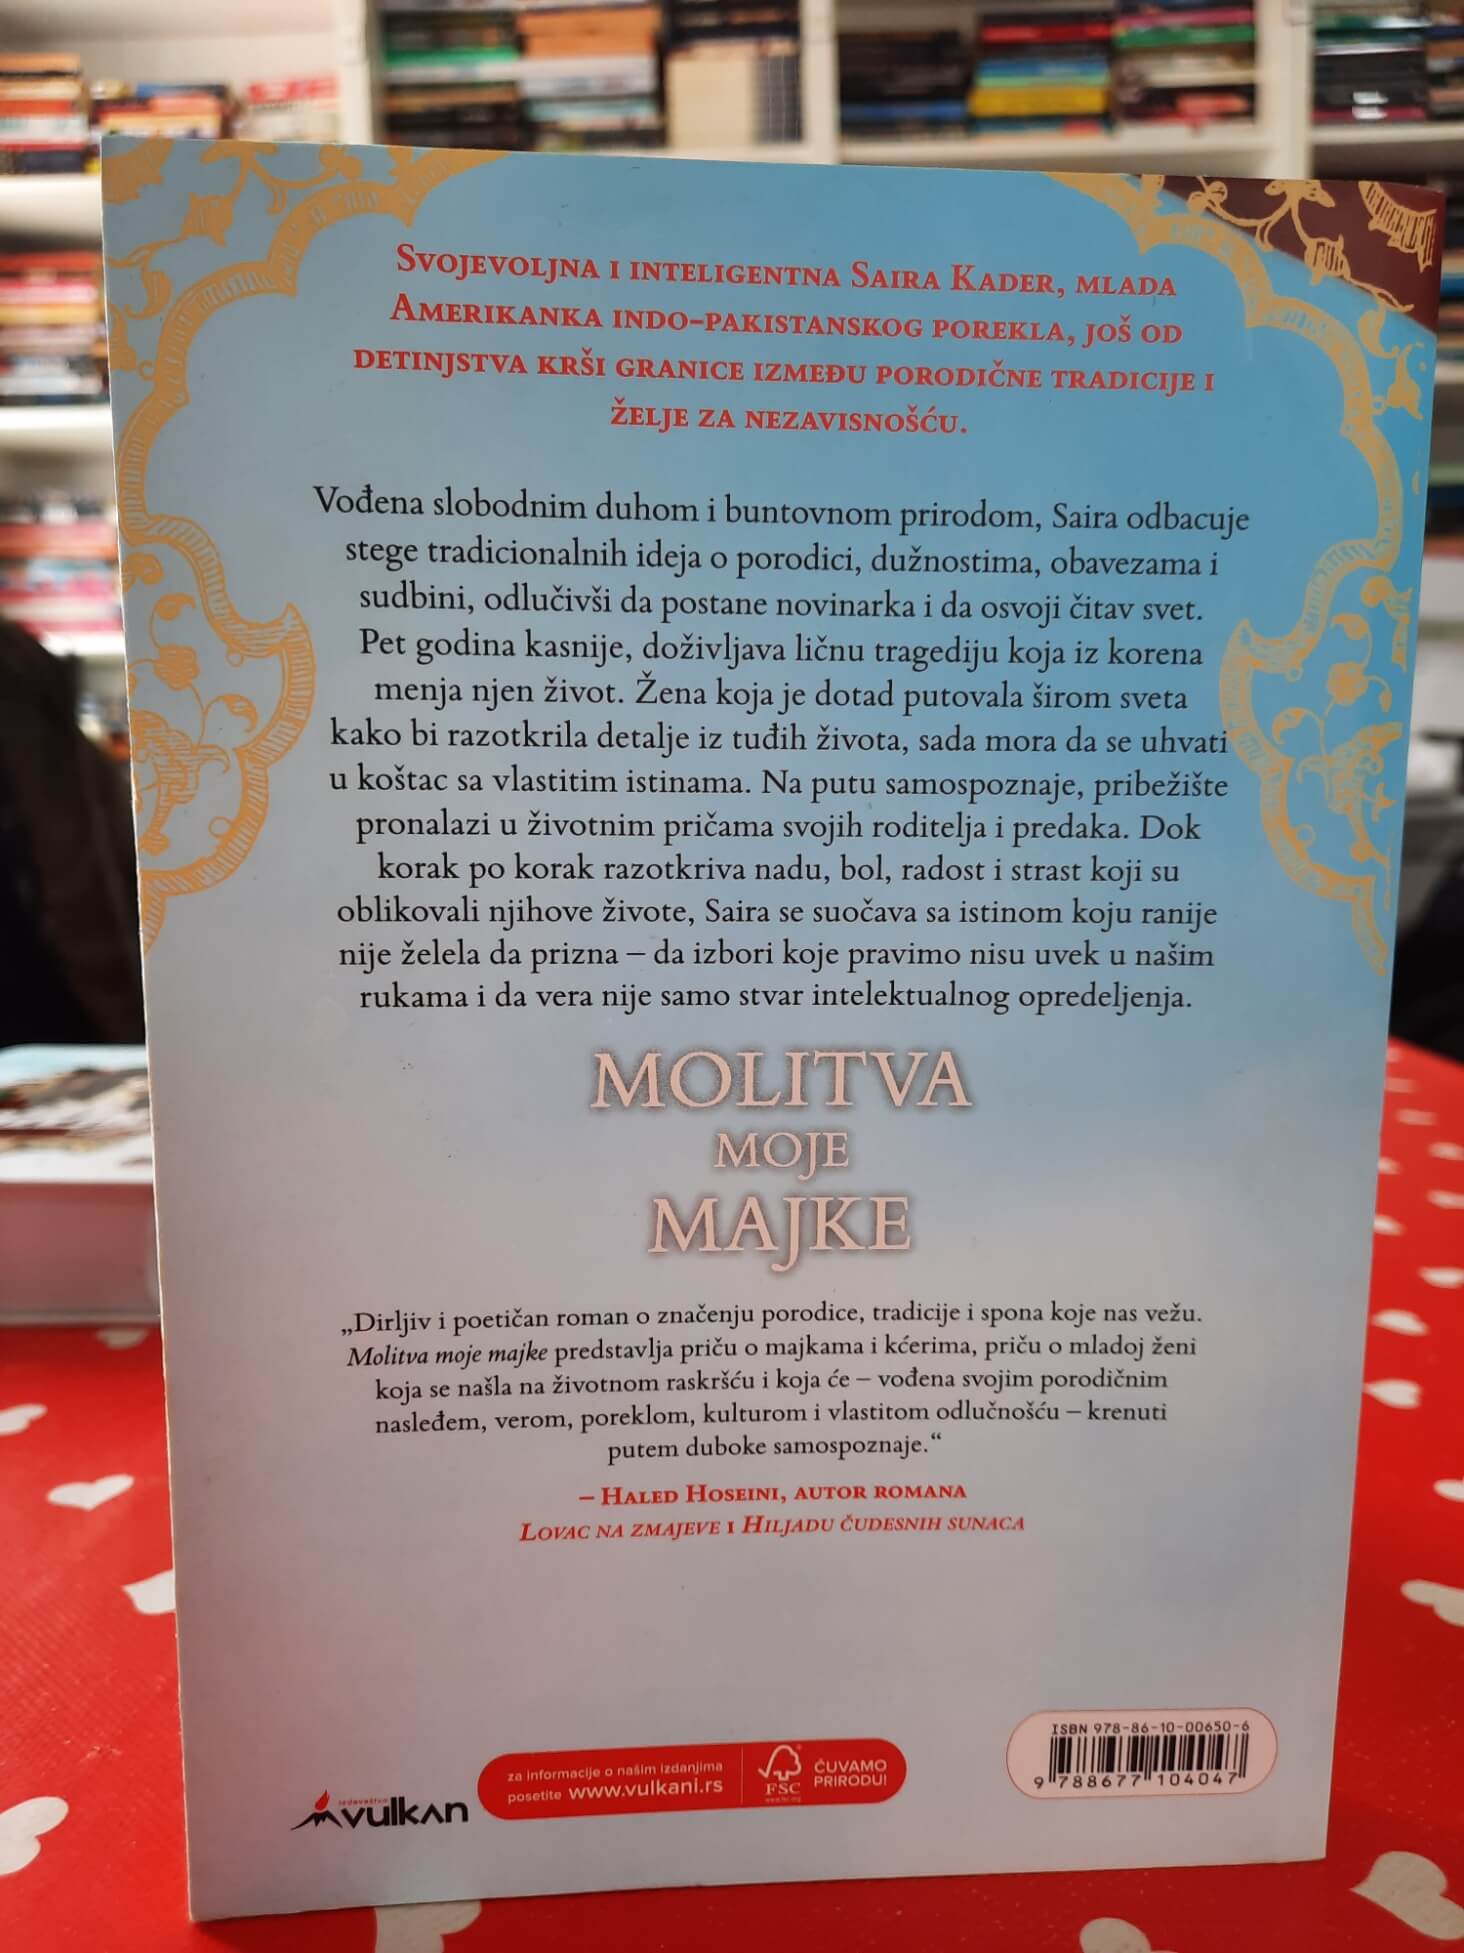 Svojevoljna i inteligentna Saira Kader, mlada
Amerikanka indo-pakistanskog porekla, još od
detinjstva krši granice između porodične tradicije i
želje za nezavisnošću.
Vođena slobodnim duhom i buntovnom prirodom, Saira odbacuje
stege tradicionalnih ideja o porodici, dužnostima, obavezama i
sudbini, odlučivši da postane novinarka i da osvoji čitav svet.
Pet godina kasnije, doživljava ličnu tragediju koja iz korena
menja njen život. Žena koja je dotad putovala širom sveta
kako bi razotkrila detalje iz tuđih života, sada mora da se uhvati
u koštac sa vlastitim istinama. Na putu samospoznaje, pribežište
pronalazi u životnim pričama svojih roditelja i predaka. Dok
korak po korak razotkriva nadu, bol, radost i strast koji su
oblikovali njihove živote, Saira se suočava sa istinom koju ranije
nije želela da prizna – da izbori koje pravimo nisu uvek u našim
rukama i da vera nije samo stvar intelektualnog opredeljenja.
MOLITVA
MOJE
MAJKE
„Dirljiv i poetičan roman o značenju porodice, tradicije i spona koje nas vežu.
Molitva moje majke predstavlja priču o majkama i kćerima, priču o mladoj ženi
koja se našla na životnom raskršću i koja će – vođena svojim porodičnim
nasleđem, verom, poreklom, kulturom i vlastitom odlučnošću – krenuti
putem duboke samospoznaje.“
– Haled Hoseini, autor romana
Lovac na zmajeve i Hiljadu čudesnih sunaca
ISBN 978-86-10-00650-6
9 788677 104047
za informacije o našim izdanjima
posetite www.vulkani.rs
FSC
www.fsc.org
ČUVAMO
PRIRODU!
izdavaštvo
vulkan